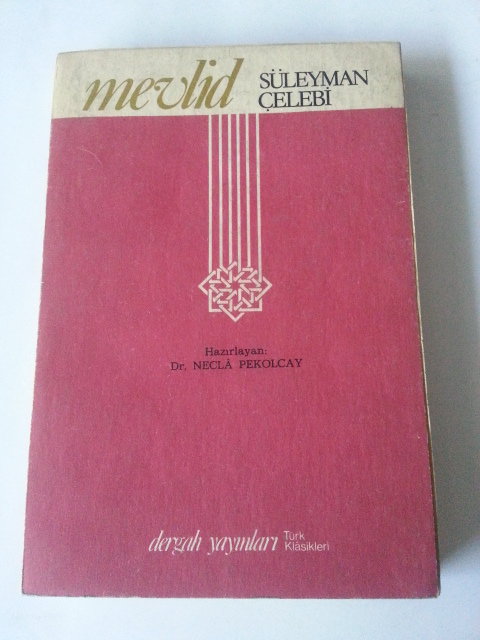 mevlid
SÜLEYMAN
ÇELEBİ
Hazırlayan:
Dr. NECLÂ PEKOLCAY
dergah yayınları
Türk
Klâsikleri